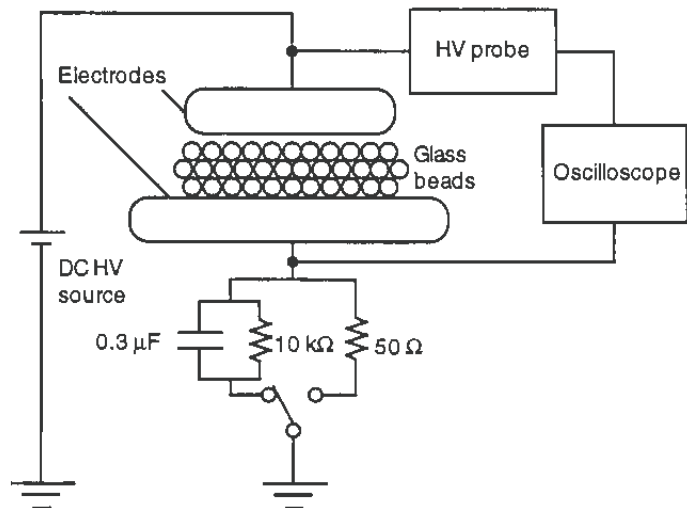 HV probe
Electrodes
Glass
beads
Oscilloscope
DC HV
source
0.3 µF
10 kΩ
50 Ω